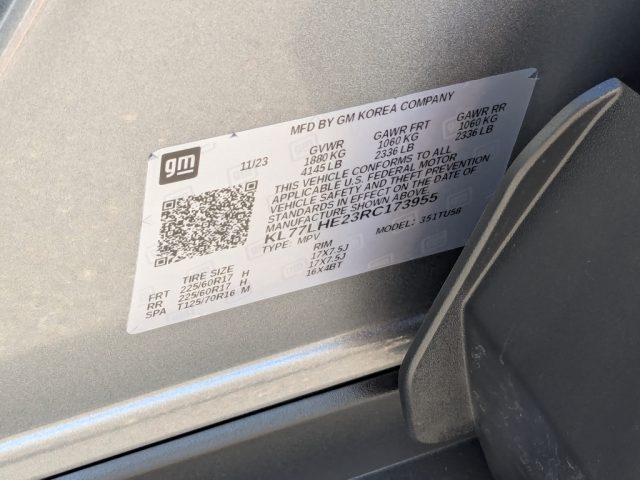 MFD BY GM KOREA COMPANY
gm
11/23
GVWR GAWR FRT GAWR RR
1880 KG 1060 KG 1060 KG
4145 LB 2336 LB 2336 LB
THIS VEHICLE CONFORMS TO ALL
APPLICABLE U.S. FEDERAL MOTOR
VEHICLE SAFETY AND THEFT PREVENTION
STANDARDS IN EFFECT ON THE DATE OF
MANUFACTURE SHOWN ABOVE.
KL77LHE23RC173955
TYPE: MPV MODEL: 351TU58
TIRE SIZE RIM
FRT 225/60R17 H 17X7.5J
RR 225/60R17 H 17X7.5J
SPA T125/70R16 M 16X4BT